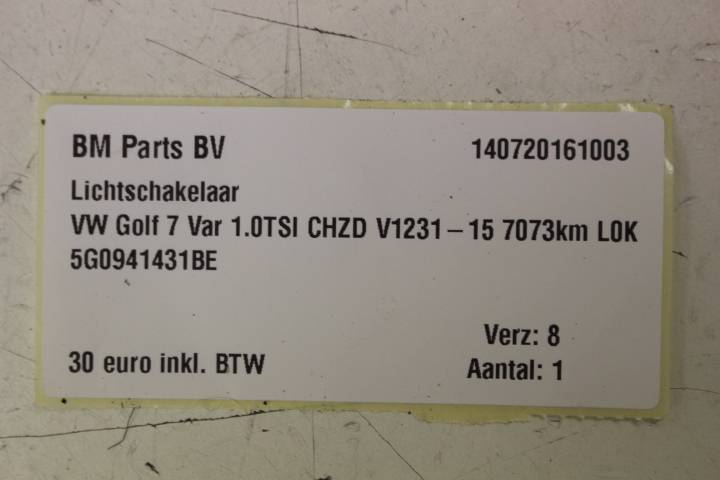 BM Parts BV 140720161003
Lichtschakelaar
VW Golf 7 Var 1.0TSI CHZD V1231–15 7073km L0K
5G0941431BE
Verz: 8
30 euro inkl. BTW Aantal: 1